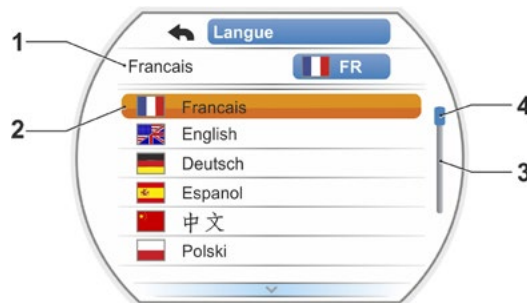 Langue
1
Francais
FR
2
Francais
4
English
Deutsch
3
Espanol
中文
Polski